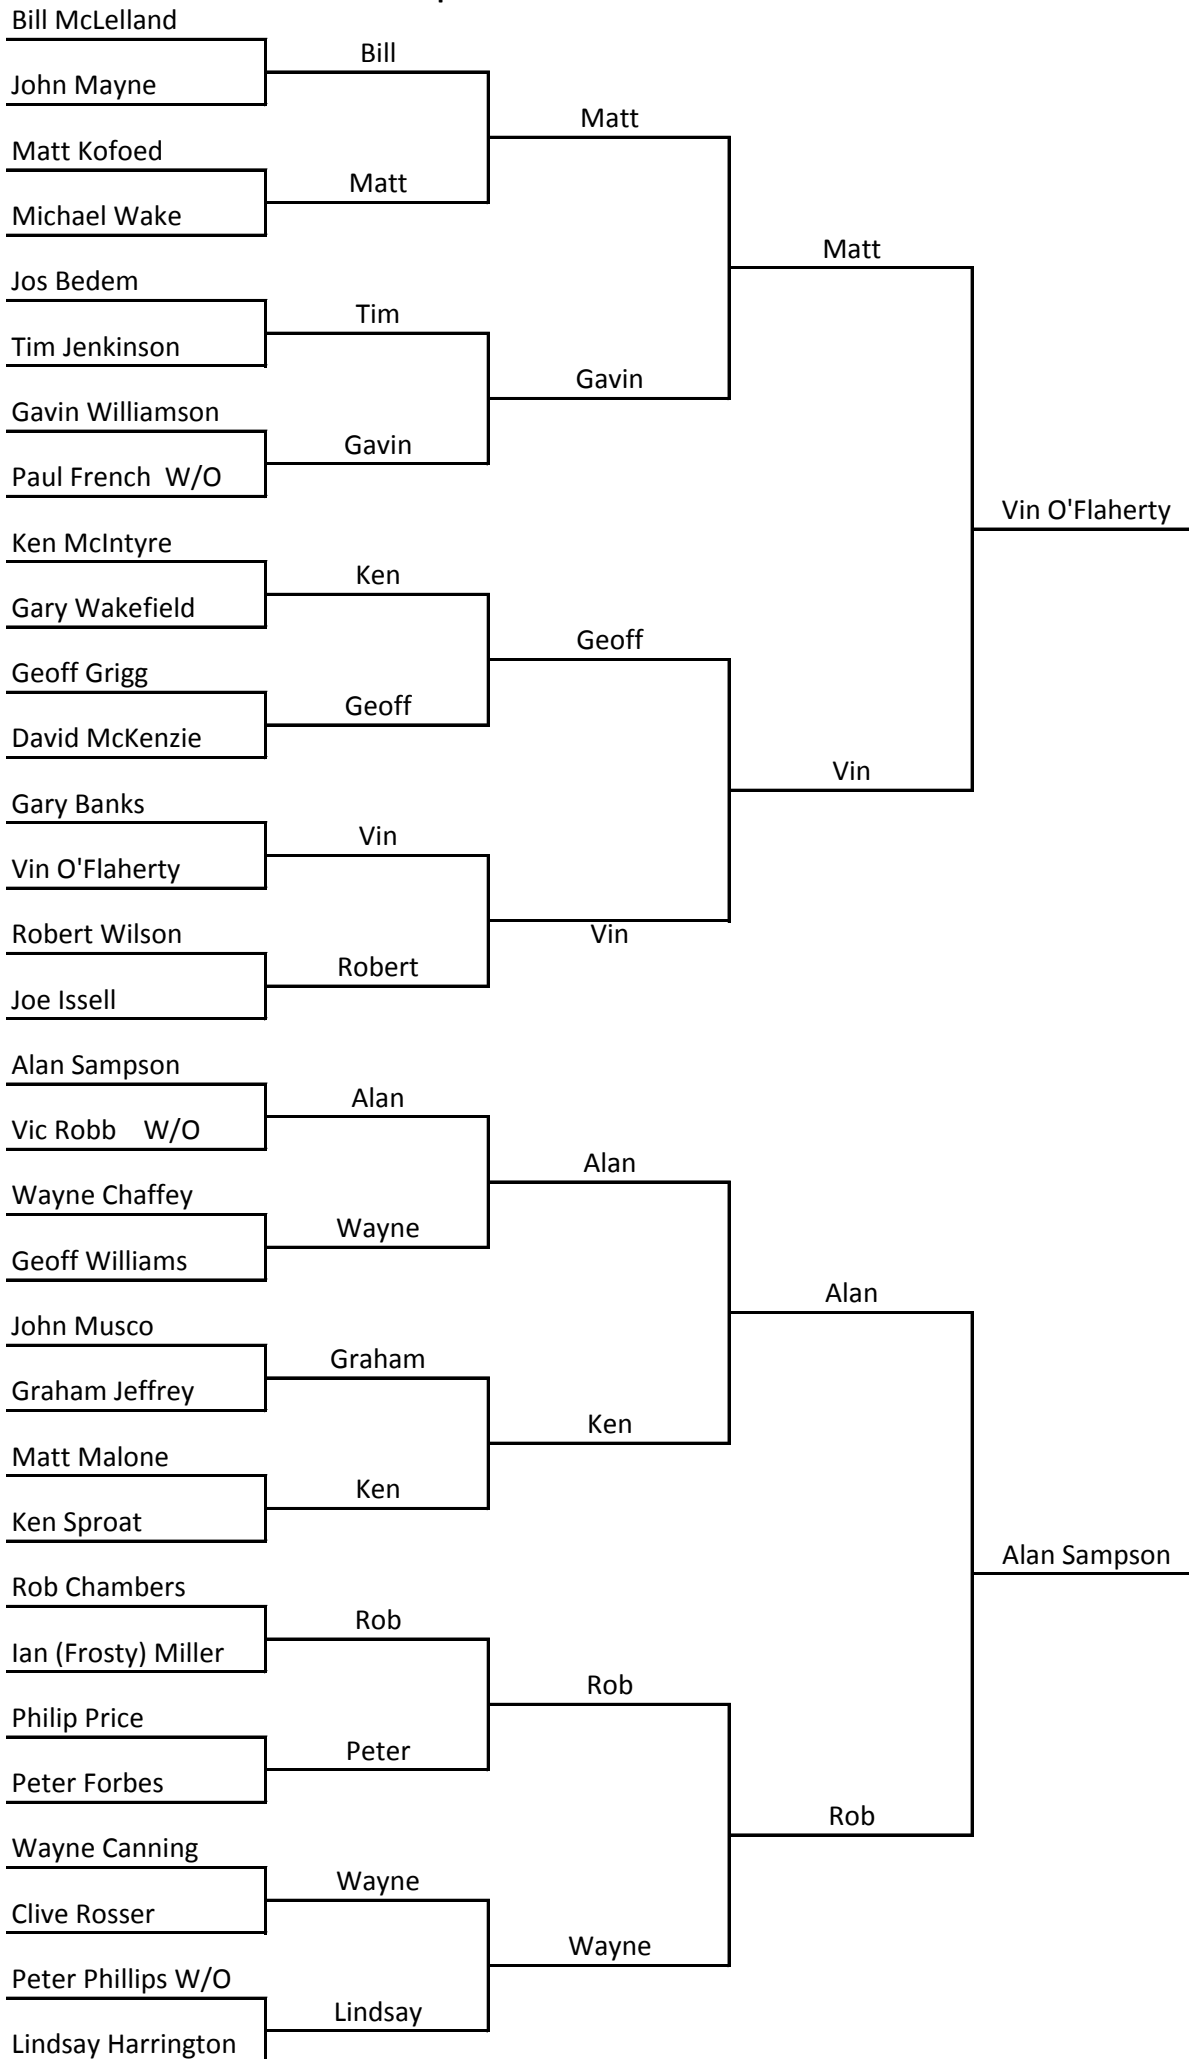 Bill McLelland
Bill
John Mayne
Matt
Matt Kofoed
Matt
Michael Wake
Matt
Jos Bedem
Tim
Tim Jenkinson
Gavin
Gavin Williamson
Gavin
Paul French W/O
Vin O'Flaherty
Ken McIntyre
Ken
Gary Wakefield
Geoff
Geoff Grigg
Geoff
David McKenzie
Vin
Gary Banks
Vin
Vin O'Flaherty
Robert Wilson
Vin
Robert
Joe Issell
Alan Sampson
Alan
Vic Robb W/O
Alan
Wayne Chaffey
Wayne
Geoff Williams
Alan
John Musco
Graham
Graham Jeffrey
Ken
Matt Malone
Ken
Ken Sproat
Alan Sampson
Rob Chambers
Rob
Ian (Frosty) Miller
Rob
Philip Price
Peter
Peter Forbes
Rob
Wayne Canning
Wayne
Clive Rosser
Wayne
Peter Phillips W/O
Lindsay
Lindsay Harrington